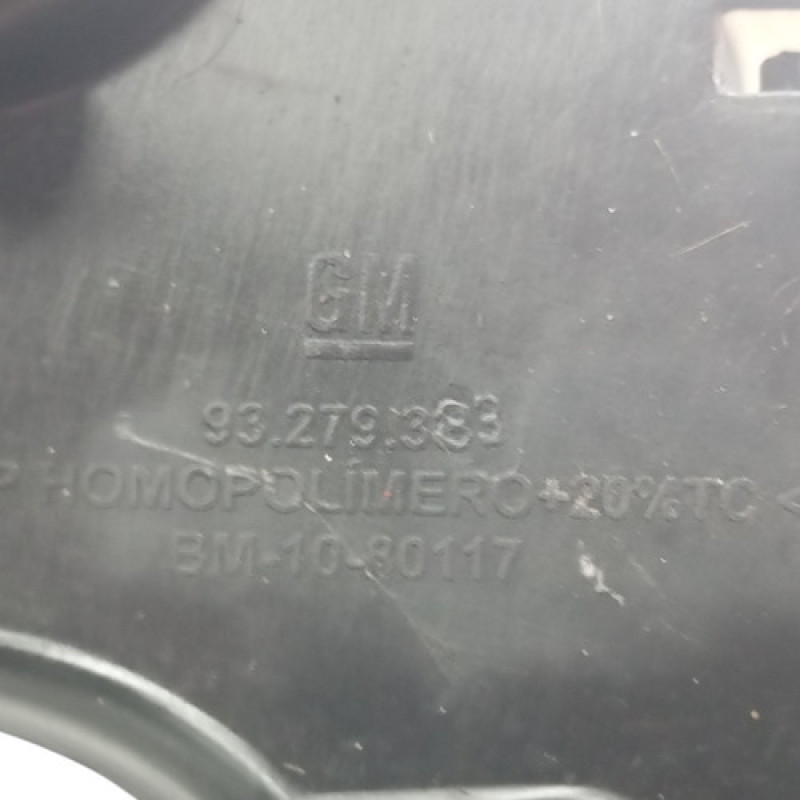 GM
93.279.383
P HOMOPOLÍMERO+20%TC <
BM-10-80117